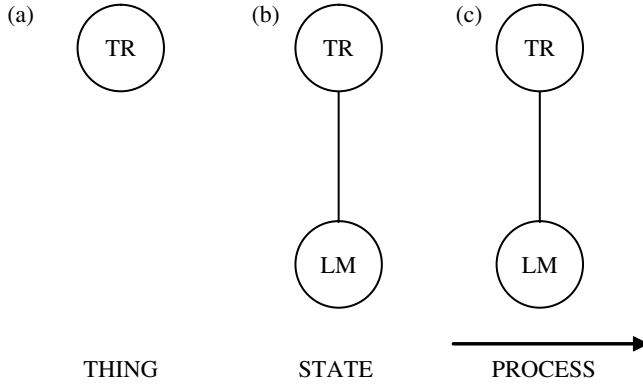 (a) TR (b) TR (c) TR
LM LM
THING STATE PROCESS